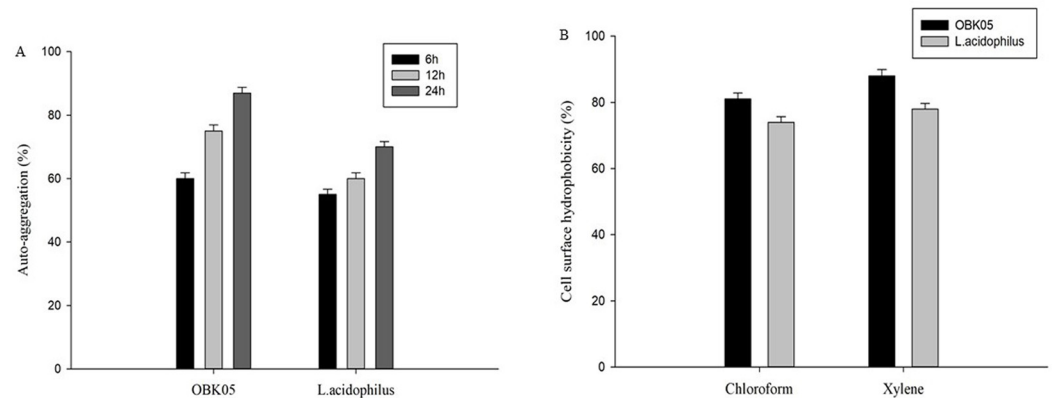 A
Auto-aggregation (%)
100
80
60
40
20
0
6h
12h
24h
OBK05
L.acidophilus
B
Cell surface hydrophobicity (%)
100
80
60
40
20
0
OBK05
L.acidophilus
Chloroform
Xylene